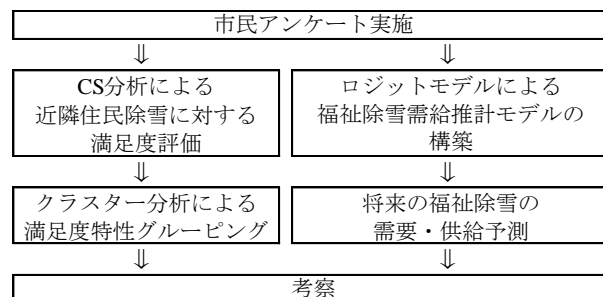 市民アンケート実施
⇓ ⇓
CS分析による
近隣住民除雪に対する
満足度評価
ロジットモデルによる
福祉除雪需給推計モデルの
構築
⇓ ⇓
クラスター分析による
満足度特性グルーピング
将来の福祉除雪の
需要・供給予測
⇓ ⇓
考察